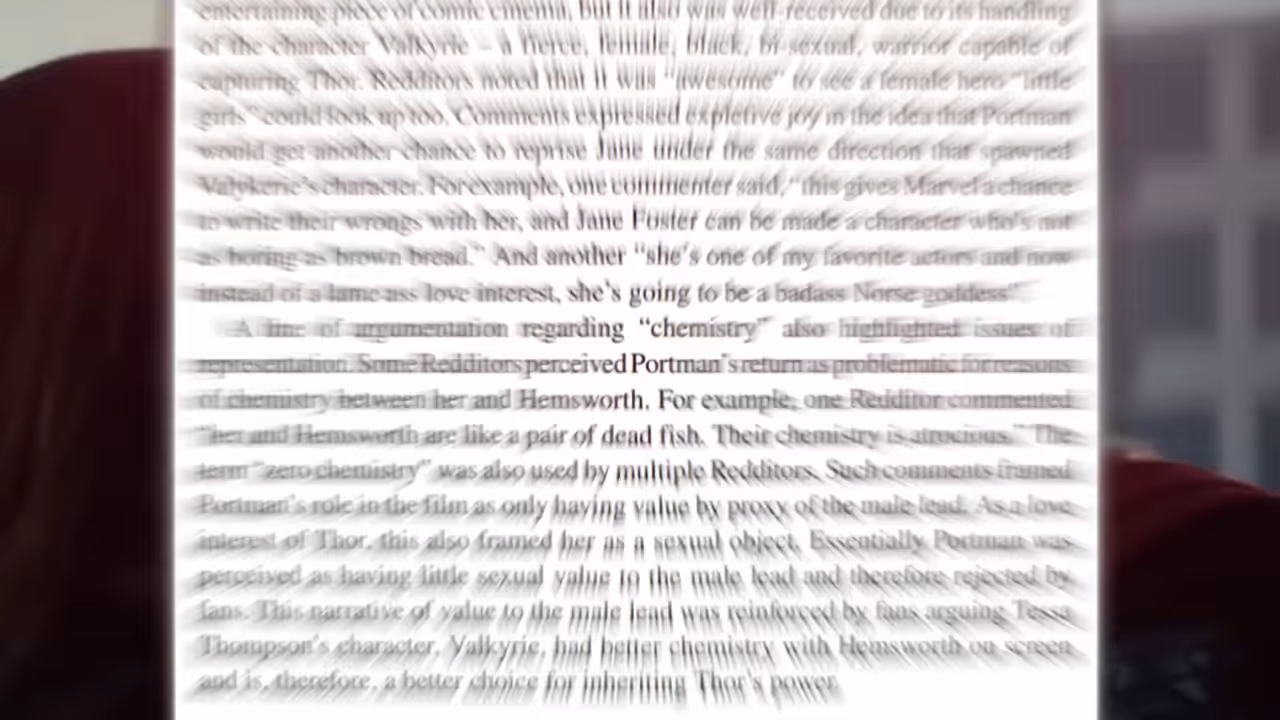 entertaining piece of comic cinema, but it also was well-received due to its handling
of the character Valkyrie – a fierce, female, black, bi-sexual, warrior capable of
capturing Thor. Redditors noted that it was “awesome” to see a female hero “little
girls” could look up too. Comments expressed expletive joy in the idea that Portman
would get another chance to reprise Jane under the same direction that spawned
Valykerie’s character. For example, one commenter said, “this gives Marvel a chance
to write their wrongs with her, and Jane Foster can be made a character who’s not
as boring as brown bread.” And another “she’s one of my favorite actors and now
instead of a lame ass love interest, she’s going to be a badass Norse goddess”.
A line of argumentation regarding “chemistry” also highlighted issues of
representation. Some Redditors perceived Portman’s return as problematic for reasons
of chemistry between her and Hemsworth. For example, one Redditor commented
“her and Hemsworth are like a pair of dead fish. Their chemistry is atrocious.” The
term “zero chemistry” was also used by multiple Redditors. Such comments framed
Portman’s role in the film as only having value by proxy of the male lead. As a love
interest of Thor, this also framed her as a sexual object. Essentially Portman was
perceived as having little sexual value to the male lead and therefore rejected by
fans. This narrative of value to the male lead was reinforced by fans arguing Tessa
Thompson’s character, Valkyrie, had better chemistry with Hemsworth on screen
and is, therefore, a better choice for inheriting Thor’s power.